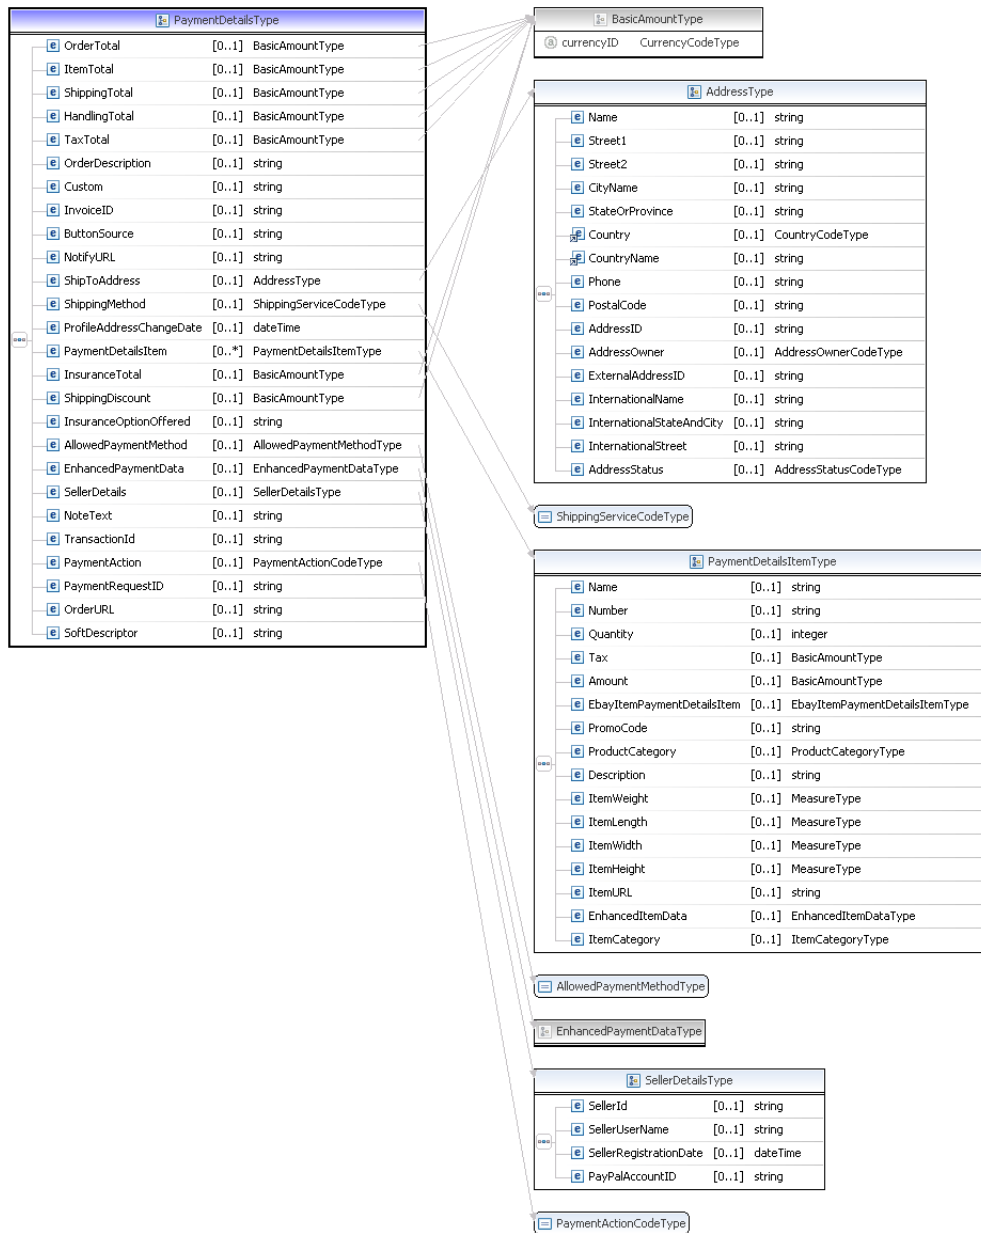 PaymentDetailsType
OrderTotal [0..1] BasicAmountType
ItemTotal [0..1] BasicAmountType
ShippingTotal [0..1] BasicAmountType
HandlingTotal [0..1] BasicAmountType
TaxTotal [0..1] BasicAmountType
OrderDescription [0..1] string
Custom [0..1] string
InvoiceID [0..1] string
ButtonSource [0..1] string
NotifyURL [0..1] string
ShipToAddress [0..1] AddressType
ShippingMethod [0..1] ShippingServiceCodeType
ProfileAddressChangeDate [0..1] dateTime
PaymentDetailsItem [0..*] PaymentDetailsItemType
InsuranceTotal [0..1] BasicAmountType
ShippingDiscount [0..1] BasicAmountType
InsuranceOptionOffered [0..1] string
AllowedPaymentMethod [0..1] AllowedPaymentMethodType
EnhancedPaymentData [0..1] EnhancedPaymentDataType
SellerDetails [0..1] SellerDetailsType
NoteText [0..1] string
TransactionId [0..1] string
PaymentAction [0..1] PaymentActionCodeType
PaymentRequestID [0..1] string
OrderURL [0..1] string
SoftDescriptor [0..1] string
BasicAmountType
currencyID CurrencyCodeType
AddressType
Name [0..1] string
Street1 [0..1] string
Street2 [0..1] string
CityName [0..1] string
StateOrProvince [0..1] string
Country [0..1] CountryCodeType
CountryName [0..1] string
Phone [0..1] string
PostalCode [0..1] string
AddressID [0..1] string
AddressOwner [0..1] AddressOwnerCodeType
ExternalAddressID [0..1] string
InternationalName [0..1] string
InternationalStateAndCity [0..1] string
InternationalStreet [0..1] string
AddressStatus [0..1] AddressStatusCodeType
ShippingServiceCodeType
PaymentDetailsItemType
Name [0..1] string
Number [0..1] string
Quantity [0..1] integer
Tax [0..1] BasicAmountType
Amount [0..1] BasicAmountType
EbayItemPaymentDetailsItem [0..1] EbayItemPaymentDetailsItemType
PromoCode [0..1] string
ProductCategory [0..1] ProductCategoryType
Description [0..1] string
ItemWeight [0..1] MeasureType
ItemLength [0..1] MeasureType
ItemWidth [0..1] MeasureType
ItemHeight [0..1] MeasureType
ItemURL [0..1] string
EnhancedItemData [0..1] EnhancedItemDataType
ItemCategory [0..1] ItemCategoryType
AllowedPaymentMethodType
EnhancedPaymentDataType
SellerDetailsType
SellerId [0..1] string
SellerUserName [0..1] string
SellerRegistrationDate [0..1] dateTime
PayPalAccountID [0..1] string
PaymentActionCodeType